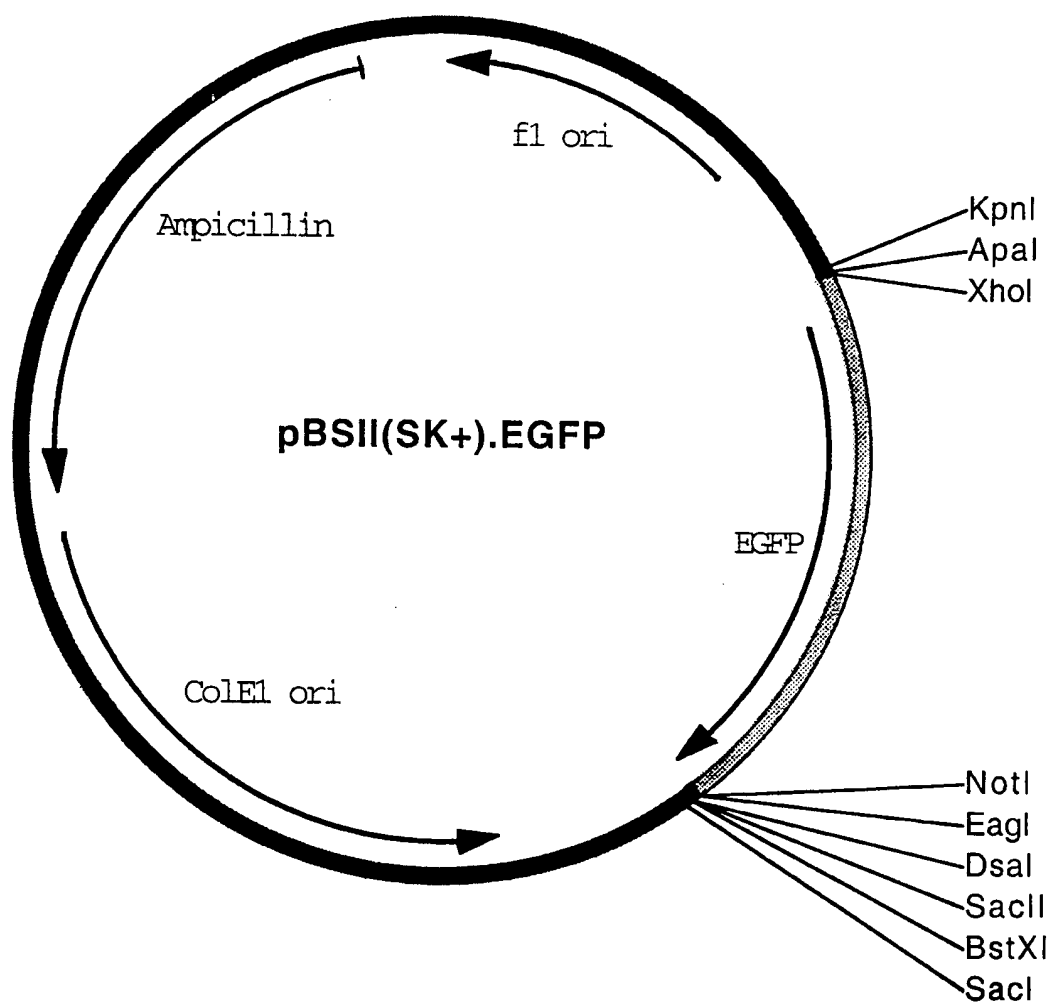 f1 ori
Ampicillin
KpnI
ApaI
XhoI
pBSII(SK+).EGFP
EGFP
ColE1 ori
NotI
EagI
DsaI
SacII
BstXI
SacI